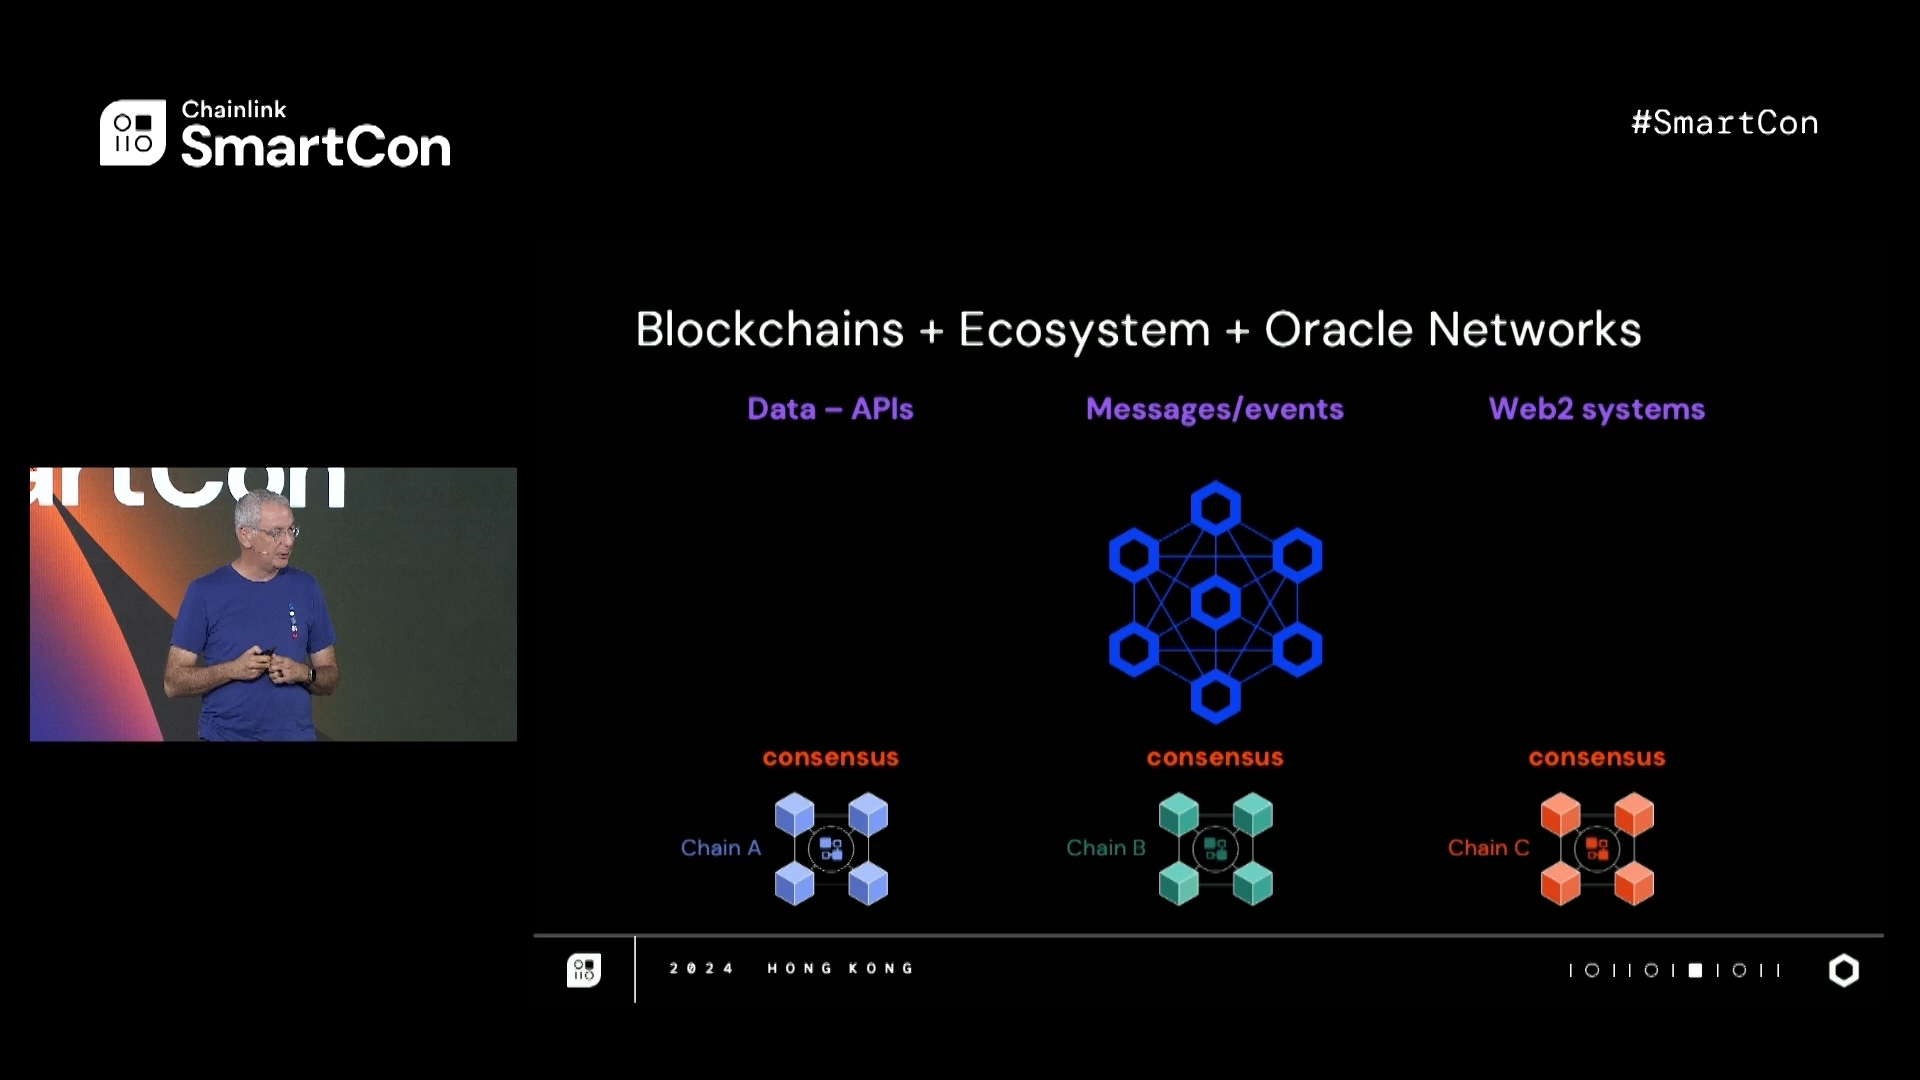 Chainlink
SmartCon
#SmartCon
Blockchains + Ecosystem + Oracle Networks
Data – APIs
Messages/events
Web2 systems
artCon
consensus
consensus
consensus
Chain A
Chain B
Chain C
2024 HONG KONG